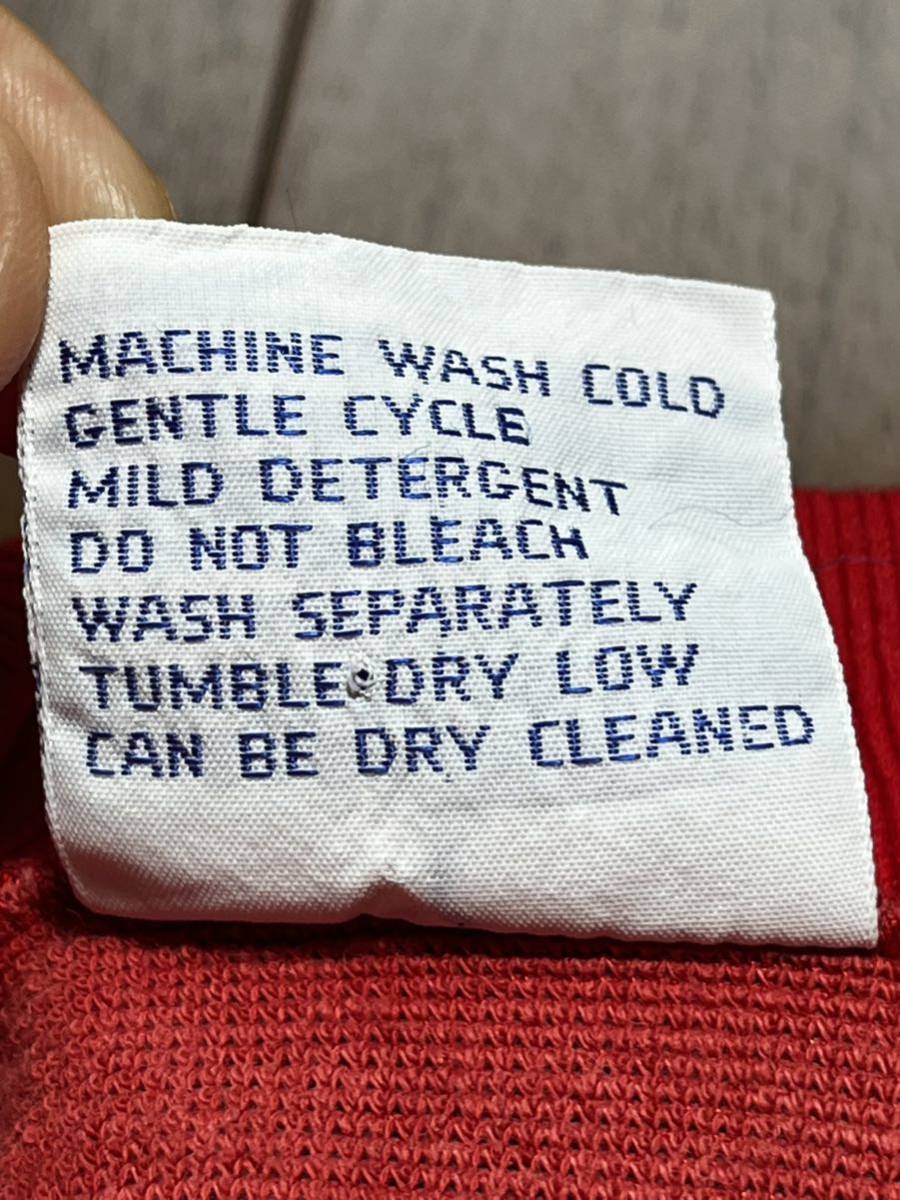 MACHINE WASH COLD
GENTLE CYCLE
MILD DETERGENT
DO NOT BLEACH
WASH SEPARATELY
TUMBLE DRY LOW
CAN BE DRY CLEANED